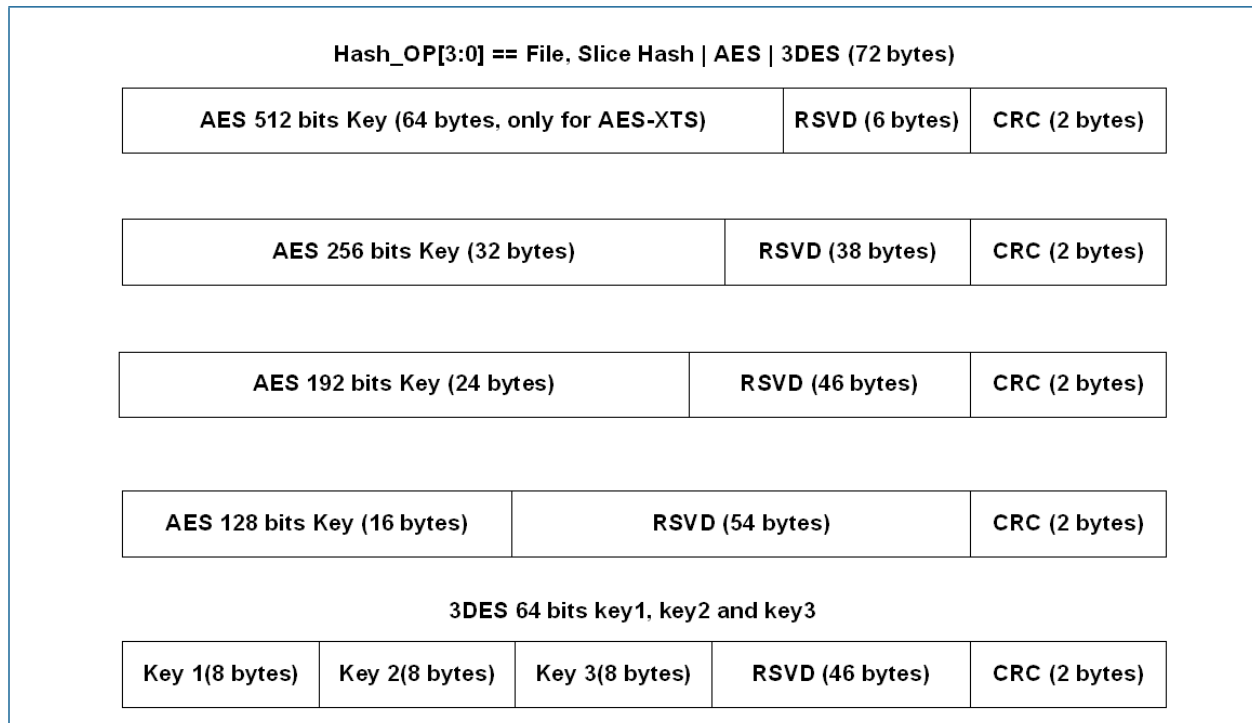 Hash_OP[3:0] == File, Slice Hash | AES | 3DES (72 bytes)
AES 512 bits Key (64 bytes, only for AES-XTS) RSVD (6 bytes) CRC (2 bytes)
AES 256 bits Key (32 bytes) RSVD (38 bytes) CRC (2 bytes)
AES 192 bits Key (24 bytes) RSVD (46 bytes) CRC (2 bytes)
AES 128 bits Key (16 bytes) RSVD (54 bytes) CRC (2 bytes)
3DES 64 bits key1, key2 and key3
Key 1(8 bytes) Key 2(8 bytes) Key 3(8 bytes) RSVD (46 bytes) CRC (2 bytes)